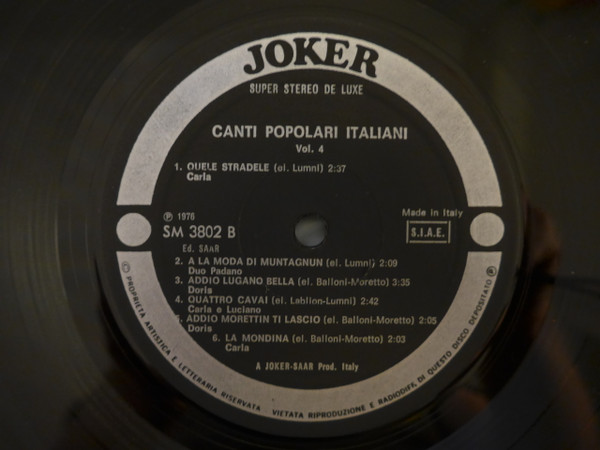 JOKER
SUPER STEREO DE LUXE
CANTI POPOLARI ITALIANI
Vol. 4
1. QUELE STRADELE (el. Lumni) 2:37
Carla
Ⓟ 1976
SM 3802 B
Ed. SAAR
Made in Italy
S.I.A.E.
2. A LA MODA DI MUNTAGNUN (el. Lumni) 2:09
Duo Padano
3. ADDIO LUGANO BELLA (el. Balloni-Moretto) 3:35
Doris
4. QUATTRO CAVAI (el. Lablion-Lumni) 2:42
Carla e Luciano
5. ADDIO MORETTIN TI LASCIO (el. Balloni-Moretto) 2:05
Doris
6. LA MONDINA (el. Balloni-Moretto) 2:03
Carla
A JOKER-SAAR Prod. Italy
© PROPRIETA ARTISTICA E LETTERARIA RISERVATA VIETATA RIPRODUZIONE E RADIODIFF. DI QUESTO DISCO DEPOSITATO ®